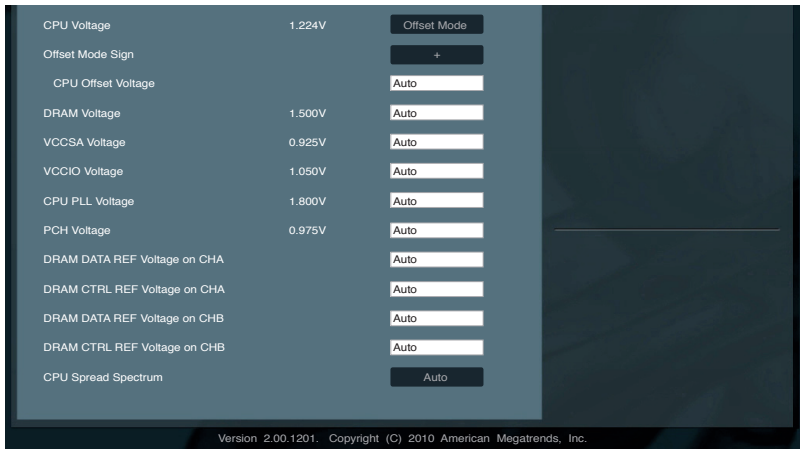 CPU Voltage 1.224V Offset Mode
Offset Mode Sign +
CPU Offset Voltage Auto
DRAM Voltage 1.500V Auto
VCCSA Voltage 0.925V Auto
VCCIO Voltage 1.050V Auto
CPU PLL Voltage 1.800V Auto
PCH Voltage 0.975V Auto
DRAM DATA REF Voltage on CHA Auto
DRAM CTRL REF Voltage on CHA Auto
DRAM DATA REF Voltage on CHB Auto
DRAM CTRL REF Voltage on CHB Auto
CPU Spread Spectrum Auto
Version 2.00.1201. Copyright (C) 2010 American Megatrends, Inc.